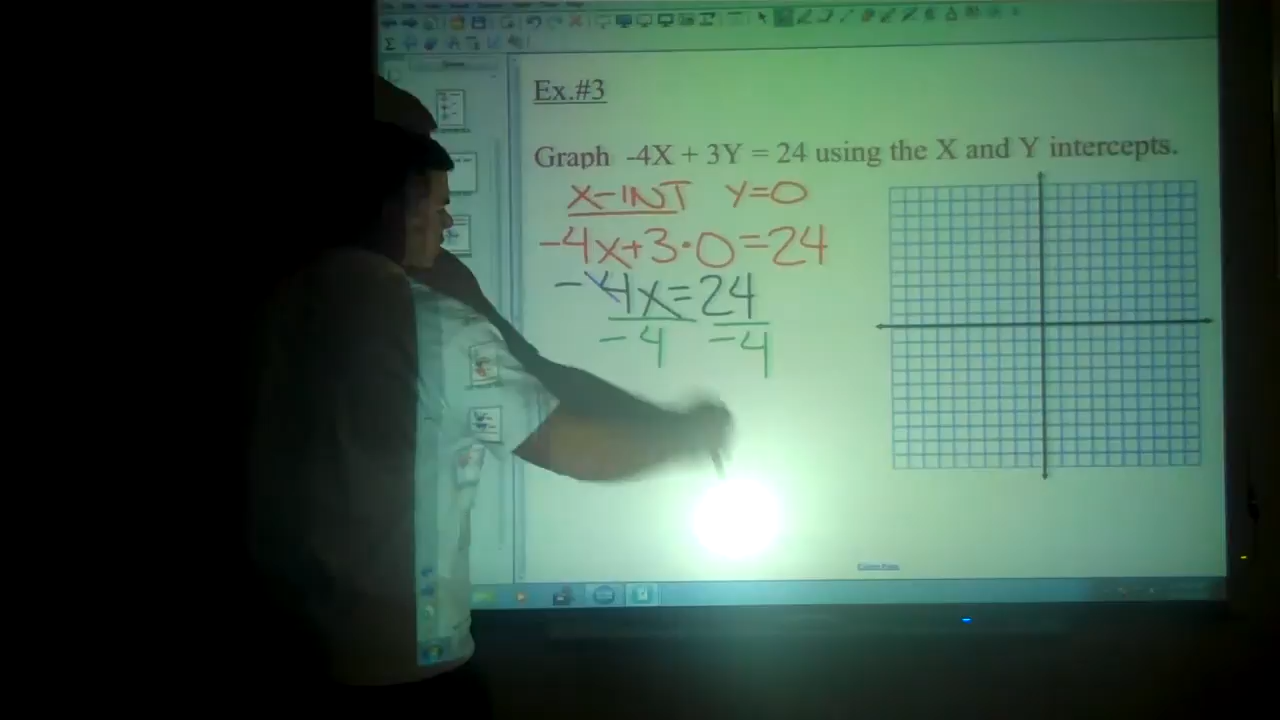 Ex.#3
Graph -4X + 3Y = 24 using the X and Y intercepts.
X-INT Y=0
-4x+3·0=24
-4x=24
-4 -4